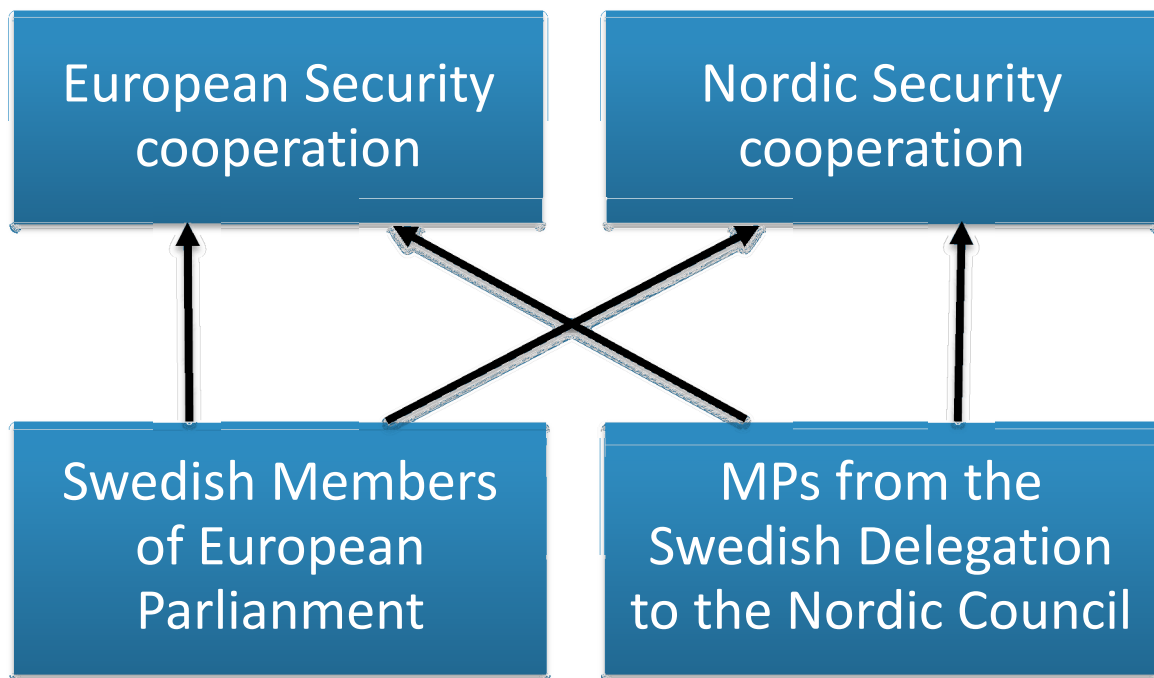 European Security
cooperation
Nordic Security
cooperation
Swedish Members
of European
Parlianment
MPs from the
Swedish Delegation
to the Nordic Council